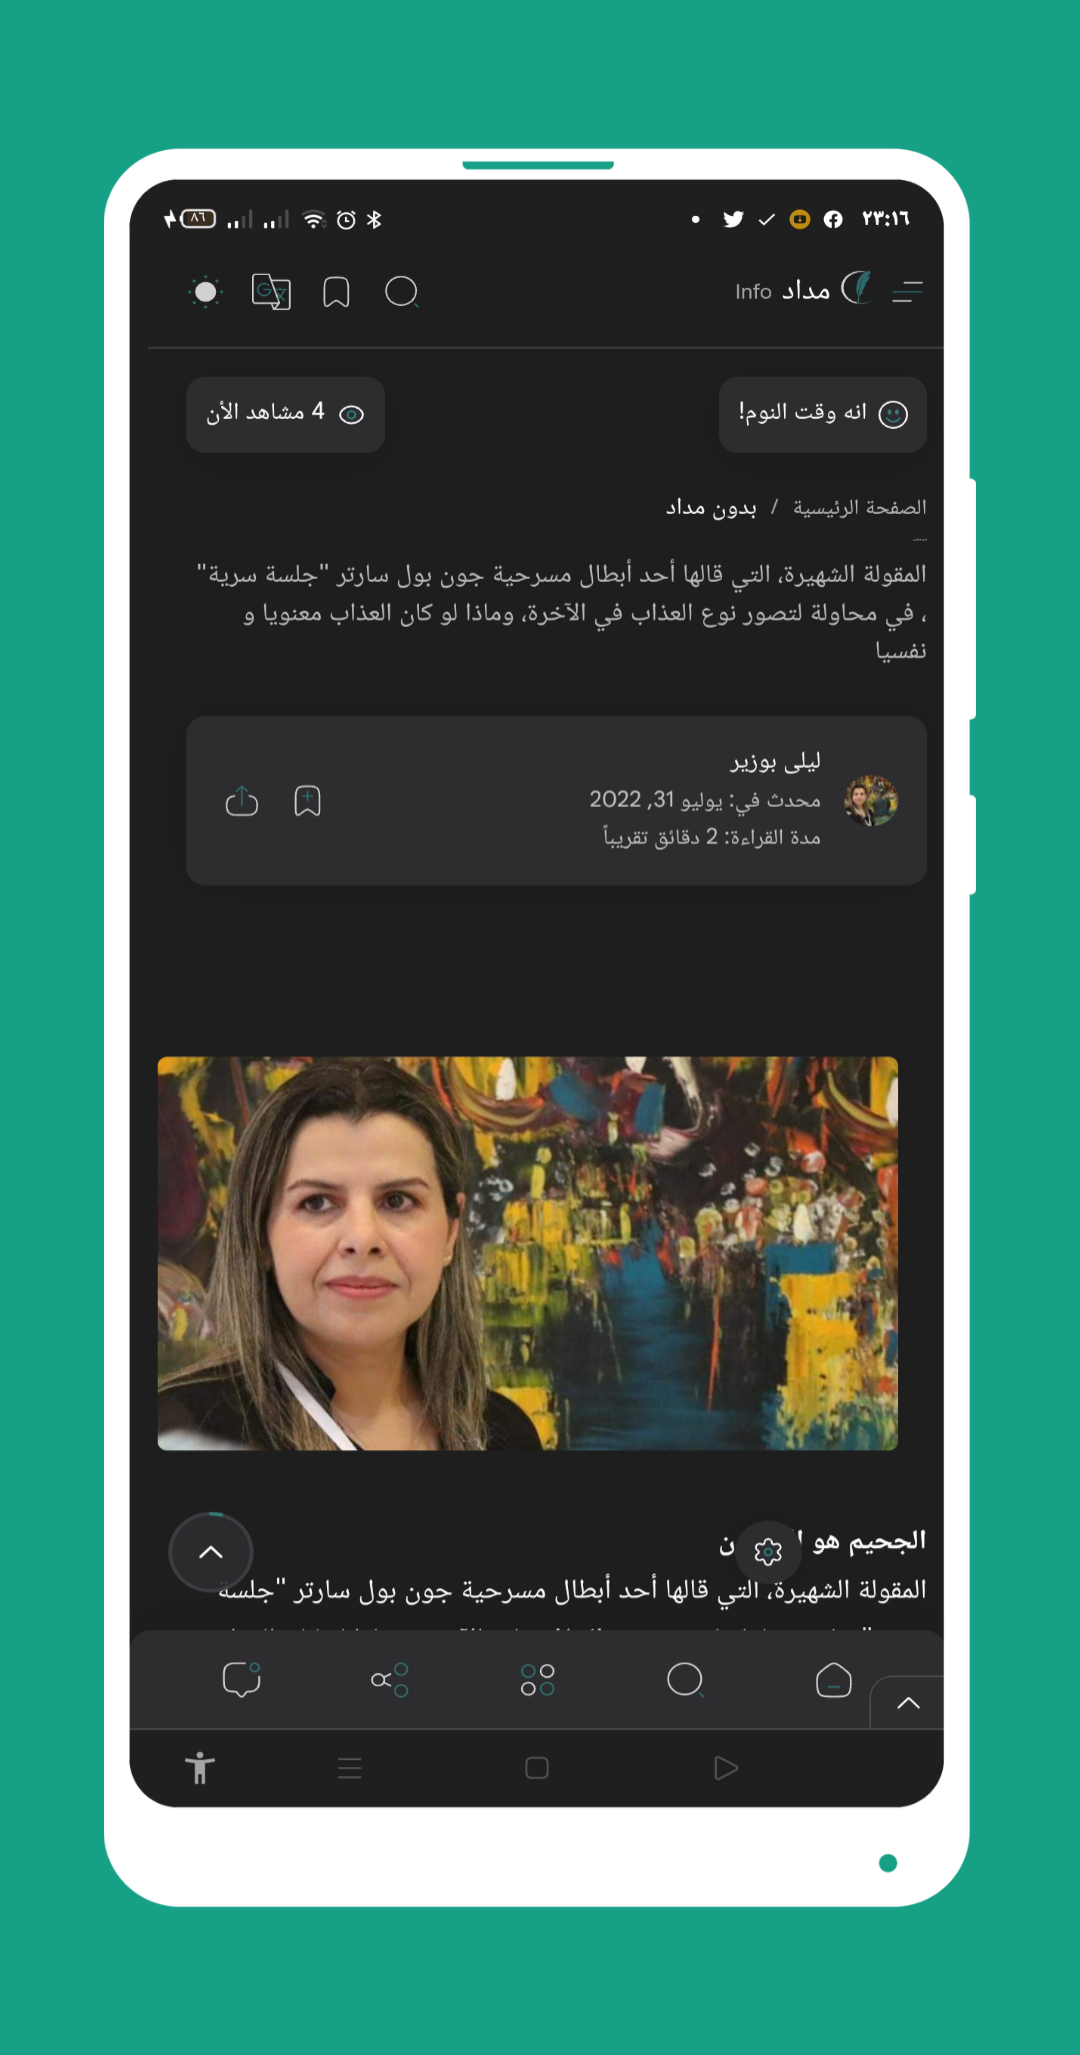 ٢٣:١٦
٨٦
مداد Info
انه وقت النوم!
4 مشاهد الأن
الصفحة الرئيسية / بدون مداد
المقولة الشهيرة، التي قالها أحد أبطال مسرحية جون بول سارتر "جلسة سرية"
، في محاولة لتصور نوع العذاب في الآخرة، وماذا لو كان العذاب معنويا و
نفسيا
ليلى بوزير
محدث في: يوليو 31, 2022
مدة القراءة: 2 دقائق تقريباً
الجحيم هو
المقولة الشهيرة، التي قالها أحد أبطال مسرحية جون بول سارتر "جلسة